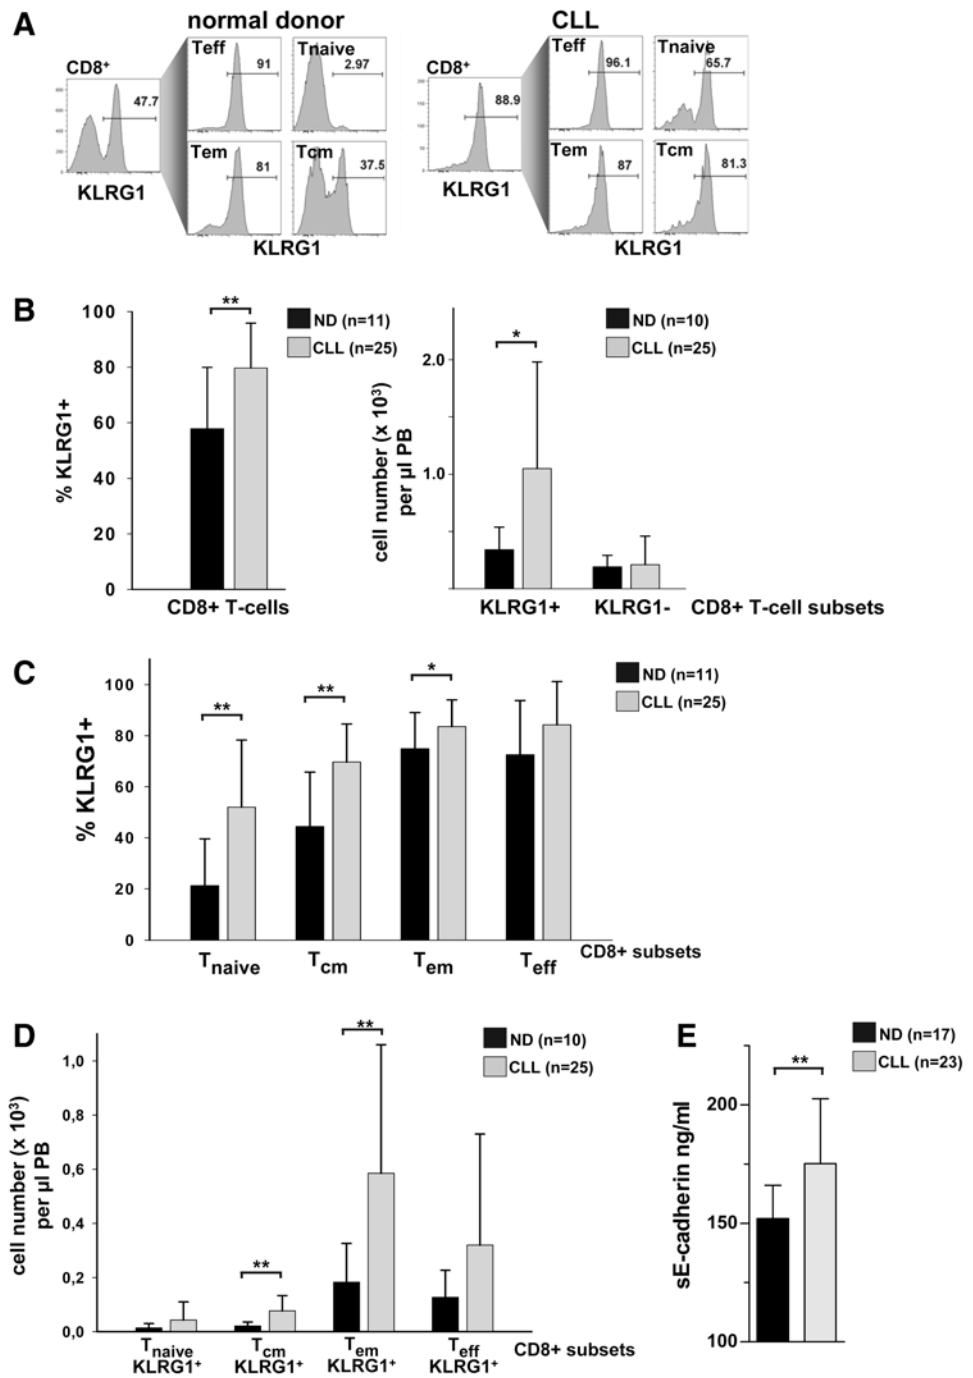 A
normal donor
CLL
CD8+
47.7
KLRG1
Teff
91
Tnaive
2.97
Tem
81
Tcm
37.5
KLRG1
CD8+
88.9
KLRG1
Teff
96.1
Tnaive
65.7
Tem
87
Tcm
81.3
KLRG1
B
% KLRG1+
100
80
60
40
20
0
**
ND (n=11)
CLL (n=25)
CD8+ T-cells
cell number (x 10³)
per µl PB
2.0
1.0
*
ND (n=10)
CLL (n=25)
KLRG1+
KLRG1-
CD8+ T-cell subsets
C
% KLRG1+
100
80
60
40
20
0
**
**
*
ND (n=11)
CLL (n=25)
Tnaive
Tcm
Tem
Teff
CD8+ subsets
D
cell number (x 10³)
per µl PB
1,0
0,8
0,6
0,4
0,2
0,0
**
**
ND (n=10)
CLL (n=25)
Tnaive
KLRG1+
Tcm
KLRG1+
Tem
KLRG1+
Teff
KLRG1+
CD8+ subsets
E
sE-cadherin ng/ml
200
150
100
**
ND (n=17)
CLL (n=23)